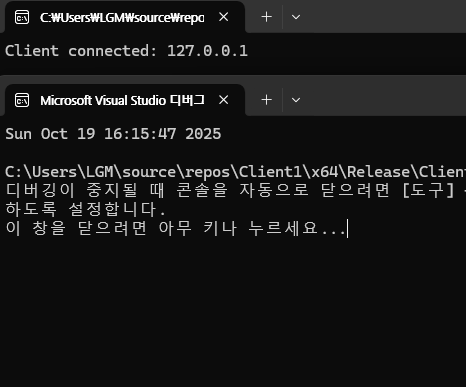 C:₩Users₩LGM₩source₩repo
Client connected: 127.0.0.1
Microsoft Visual Studio 디버그
Sun Oct 19 16:15:47 2025
C:\Users\LGM\source\repos\Client1\x64\Release\Client
디버깅이 중지될 때 콘솔을 자동으로 닫으려면 [도구]
하도록 설정합니다.
이 창을 닫으려면 아무 키나 누르세요...